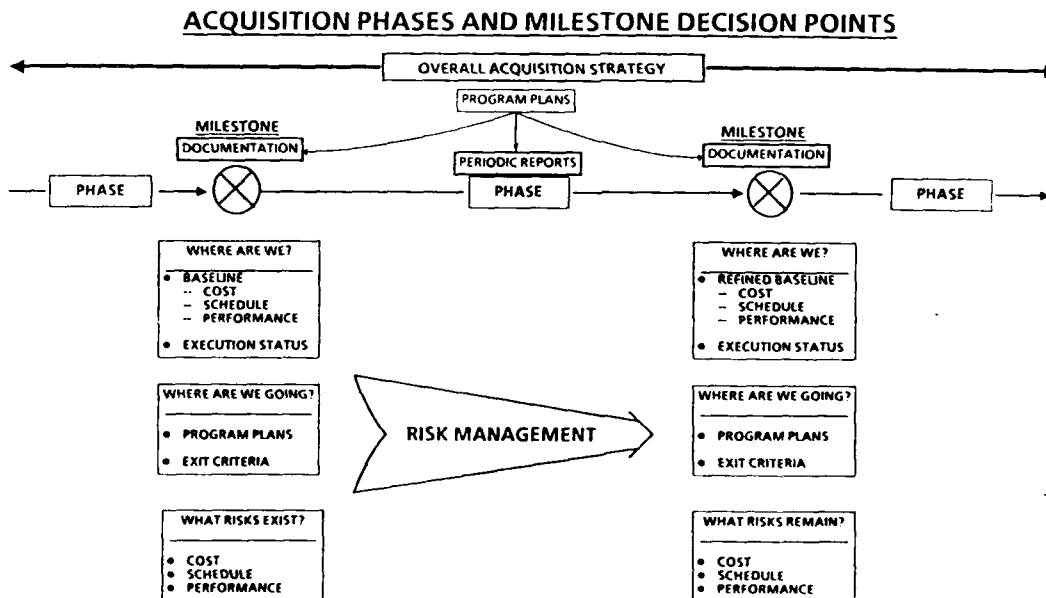 ACQUISITION PHASES AND MILESTONE DECISION POINTS
OVERALL ACQUISITION STRATEGY
PROGRAM PLANS
MILESTONE
DOCUMENTATION
MILESTONE
DOCUMENTATION
PERIODIC REPORTS
PHASE
PHASE
PHASE
WHERE ARE WE?
• BASELINE
-- COST
– SCHEDULE
– PERFORMANCE
• EXECUTION STATUS
WHERE ARE WE?
• REFINED BASELINE
– COST
– SCHEDULE
– PERFORMANCE
• EXECUTION STATUS
WHERE ARE WE GOING?
• PROGRAM PLANS
• EXIT CRITERIA
RISK MANAGEMENT
WHERE ARE WE GOING?
• PROGRAM PLANS
• EXIT CRITERIA
WHAT RISKS EXIST?
• COST
• SCHEDULE
• PERFORMANCE
WHAT RISKS REMAIN?
• COST
• SCHEDULE
• PERFORMANCE